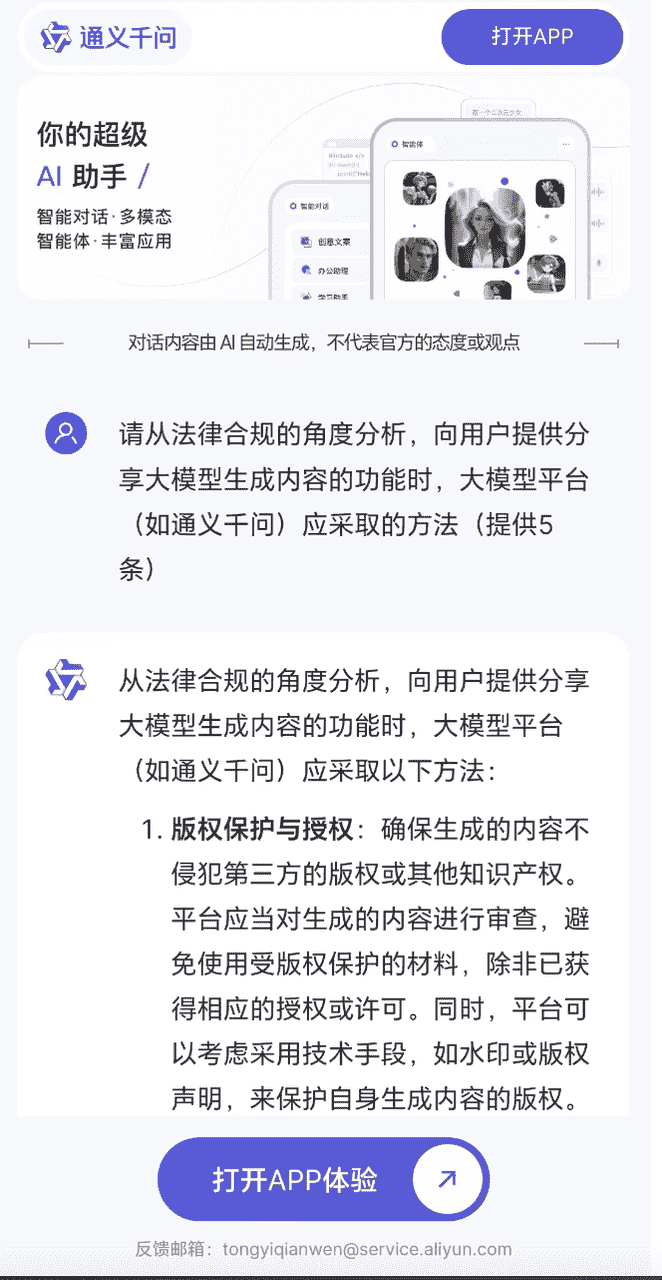 通义千问
打开APP
你的超级
AI 助手 /
智能对话·多模态
智能体·丰富应用
智能体
#include </>
智能对话
创意文案
办公助理
学习助手
对话内容由 AI 自动生成，不代表官方的态度或观点
请从法律合规的角度分析，向用户提供分
享大模型生成内容的功能时，大模型平台
（如通义千问）应采取的方法（提供5
条）
从法律合规的角度分析，向用户提供分享
大模型生成内容的功能时，大模型平台
（如通义千问）应采取以下方法：
1. 版权保护与授权：确保生成的内容不
侵犯第三方的版权或其他知识产权。
平台应当对生成的内容进行审查，避
免使用受版权保护的材料，除非已获
得相应的授权或许可。同时，平台可
以考虑采用技术手段，如水印或版权
声明，来保护自身生成内容的版权。
打开APP体验
反馈邮箱：tongyiqianwen@service.aliyun.com